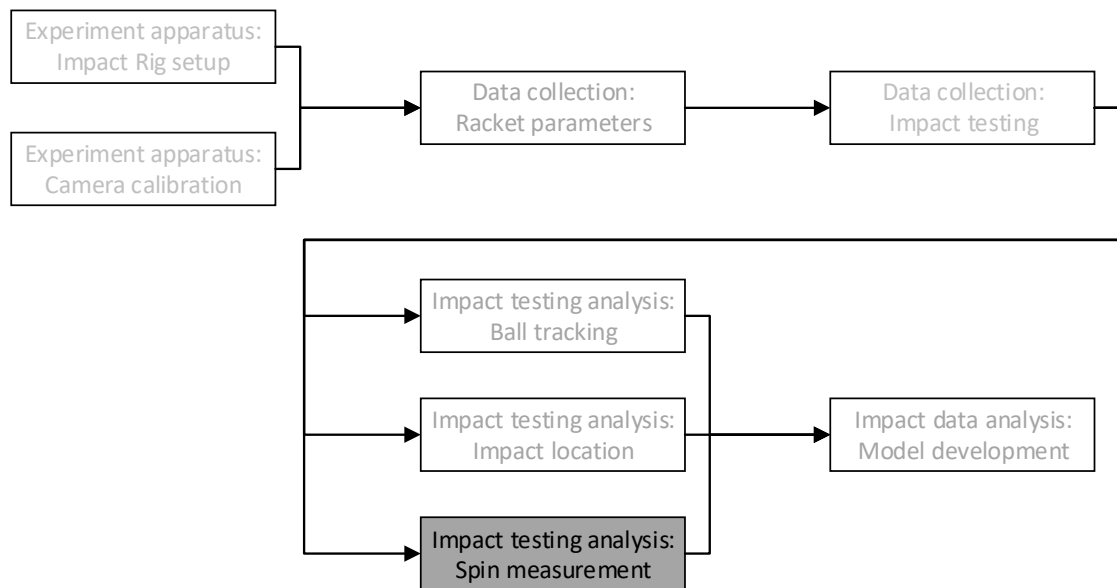 Experiment apparatus:
Impact Rig setup
Data collection:
Racket parameters
Data collection:
Impact testing
Experiment apparatus:
Camera calibration
Impact testing analysis:
Ball tracking
Impact testing analysis:
Impact location
Impact data analysis:
Model development
Impact testing analysis:
Spin measurement